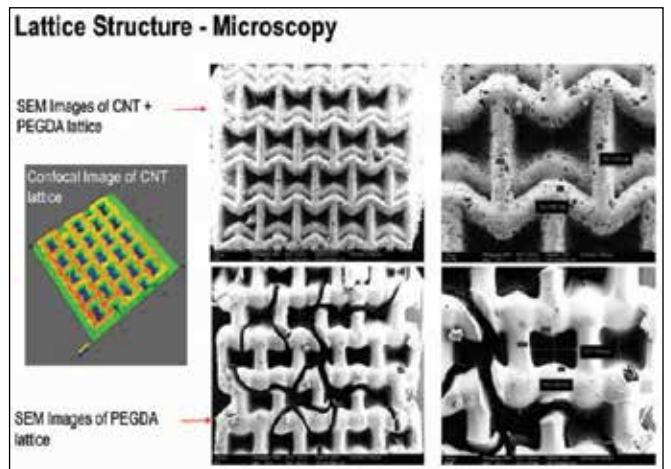 Lattice Structure - Microscopy
SEM Images of CNT +
PEGDA lattice
Confocal Image of CNT
lattice
SEM Images of PEGDA
lattice